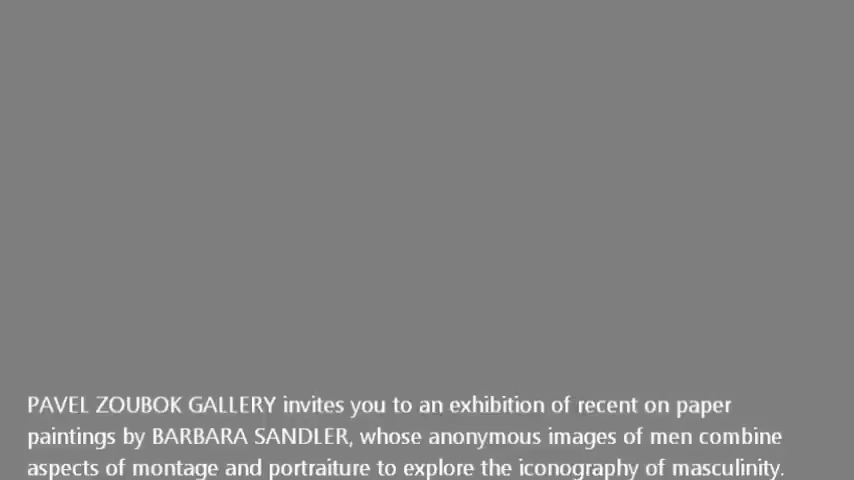 PAVEL ZOUBOK GALLERY invites you to an exhibition of recent on paper
paintings by BARBARA SANDLER, whose anonymous images of men combine
aspects of montage and portraiture to explore the iconography of masculinity.